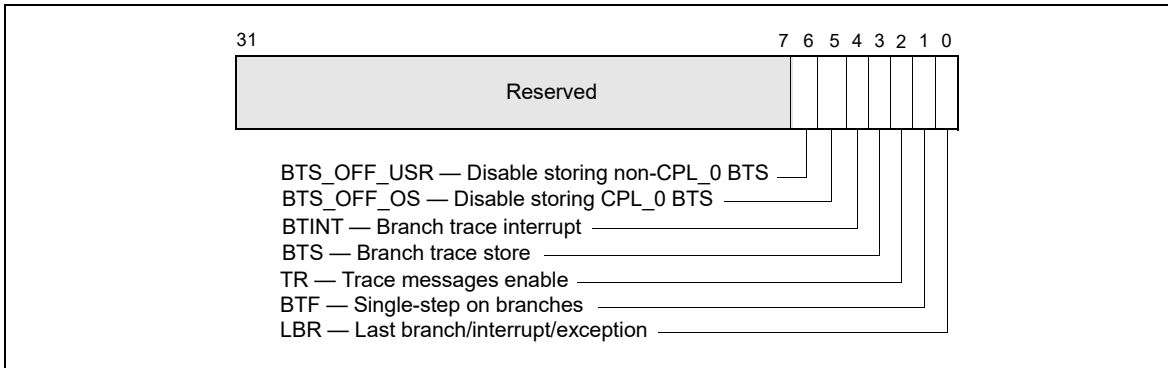 31 7 6 5 4 3 2 1 0
Reserved
BTS_OFF_USR — Disable storing non-CPL_0 BTS
BTS_OFF_OS — Disable storing CPL_0 BTS
BTINT — Branch trace interrupt
BTS — Branch trace store
TR — Trace messages enable
BTF — Single-step on branches
LBR — Last branch/interrupt/exception